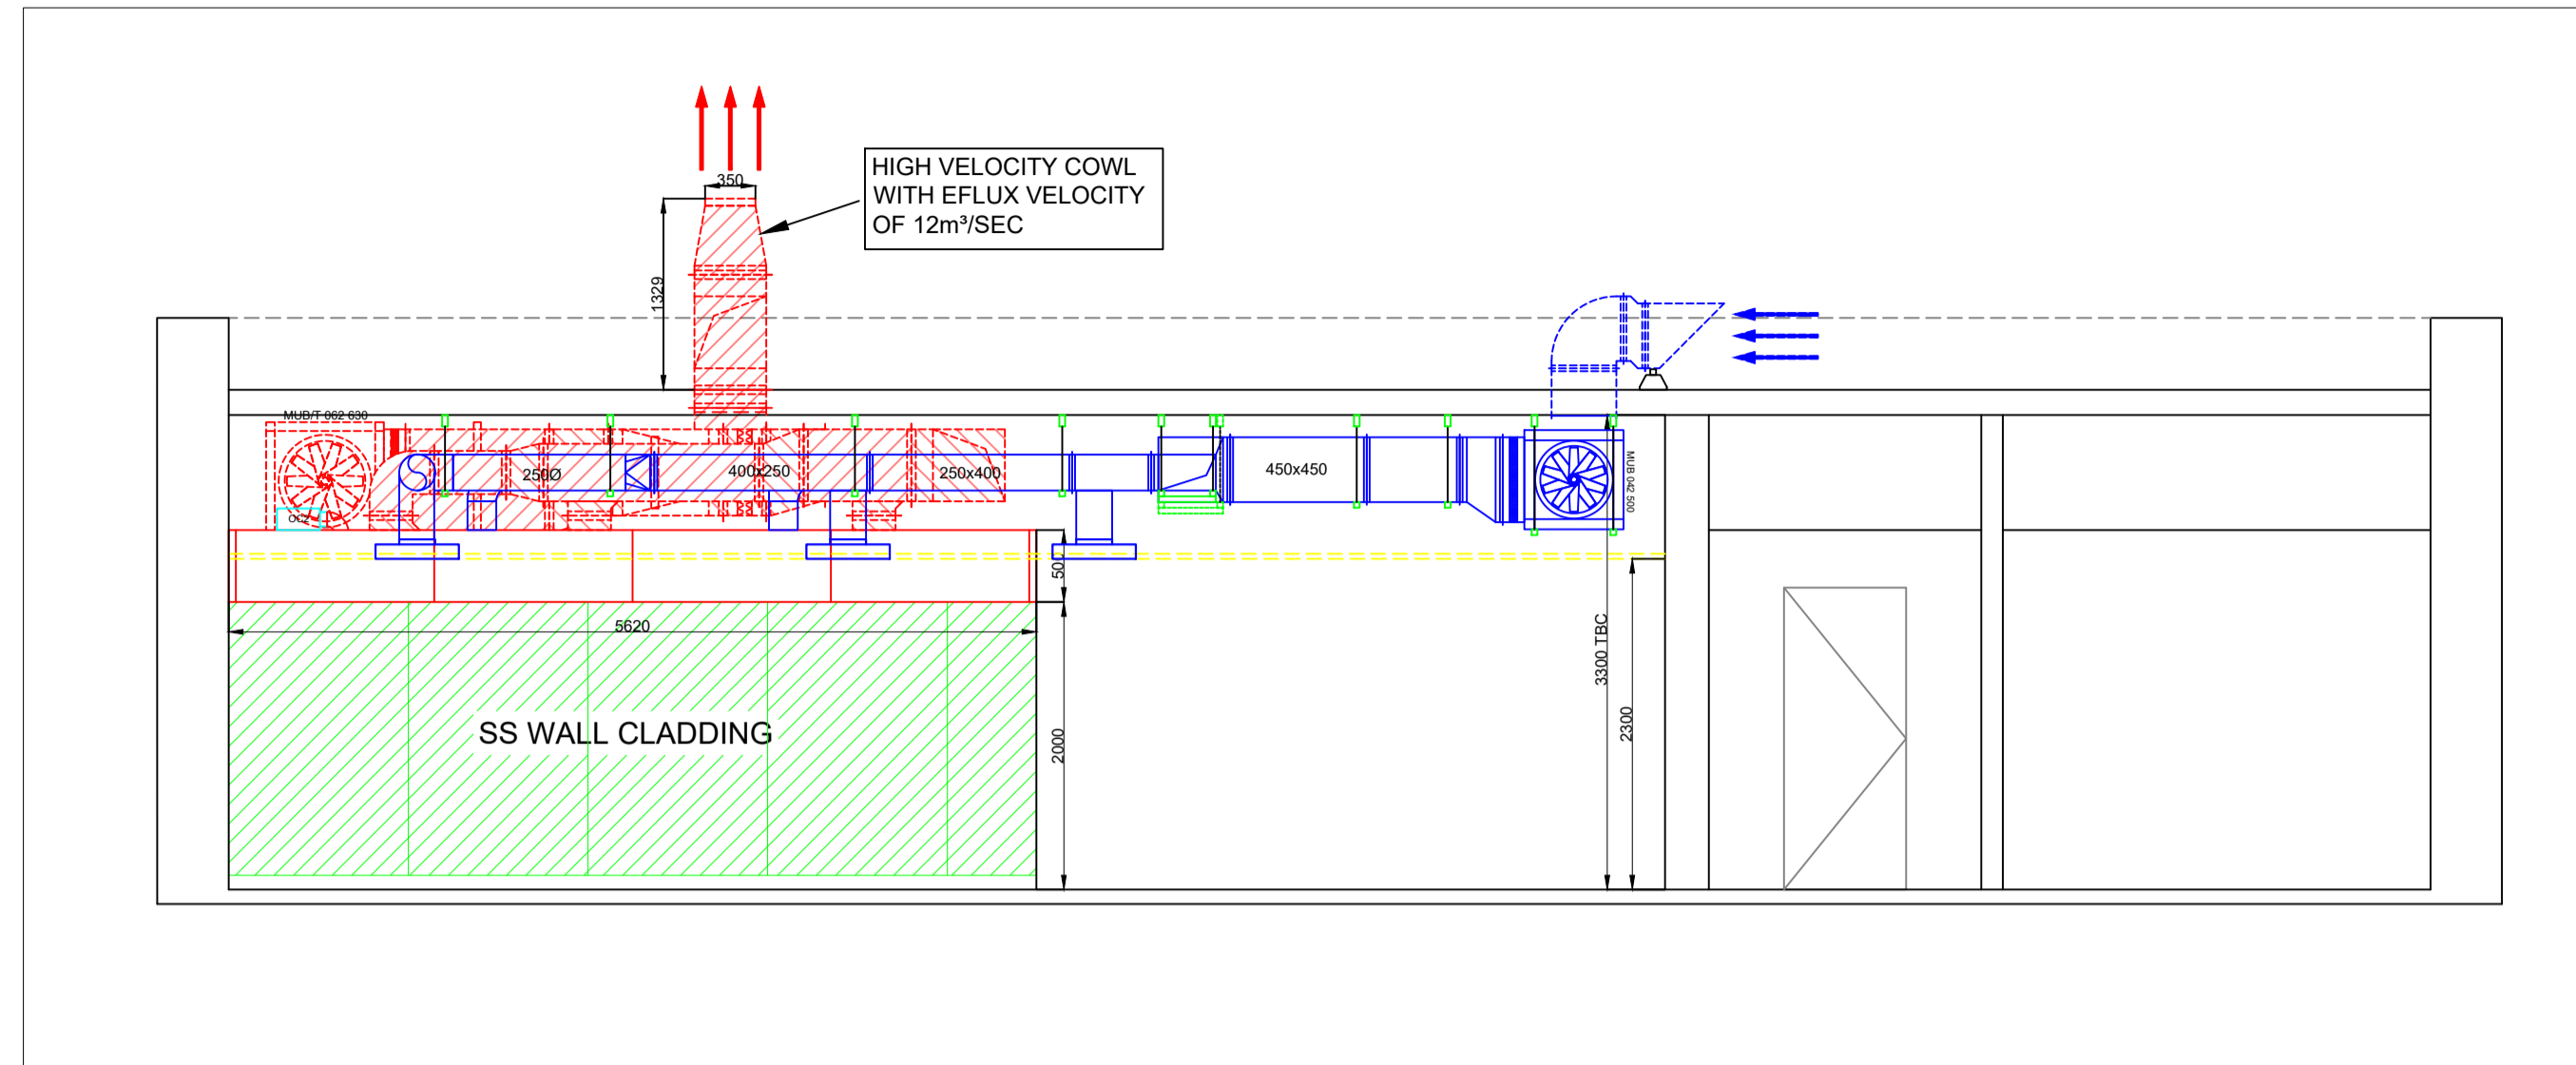 350
HIGH VELOCITY COWL
WITH EFLUX VELOCITY
OF 12m³/SEC
1329
MUB/T 062 630
250Ø
400x250
250x400
450x450
MUB 042 500
5620
3300 TBC
2300
2000
SS WALL CLADDING